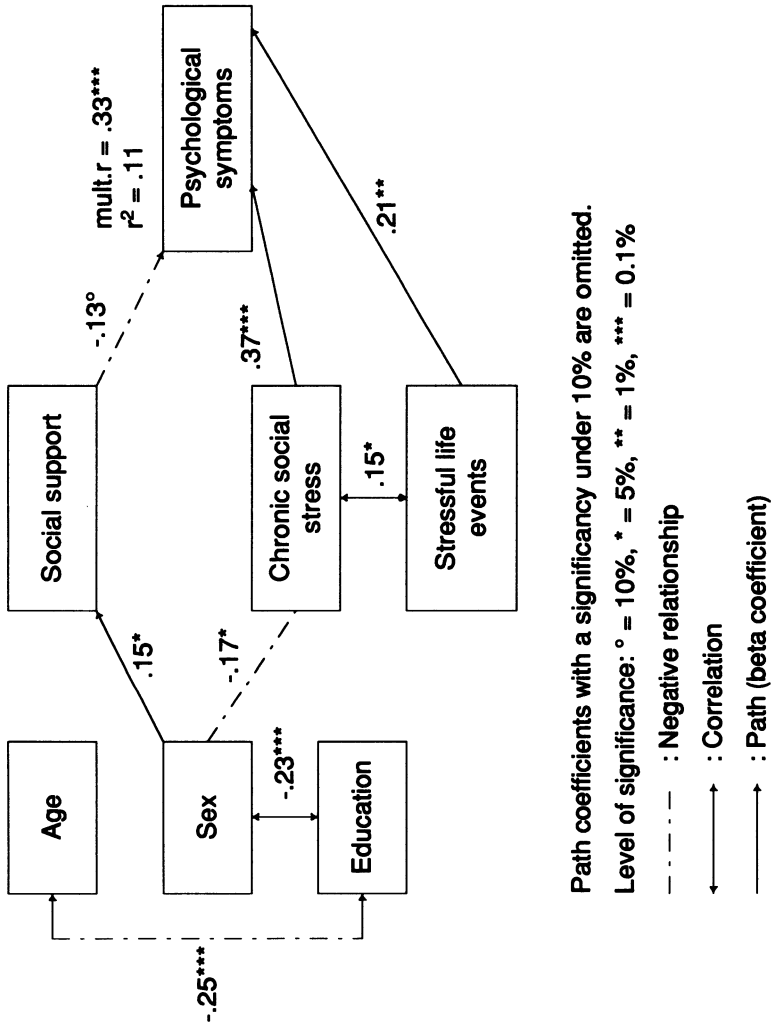 mult.r = .33***
r² = .11
Age
Social support
Psychological
symptoms
-.13°
.15*
-.25***
Sex
-.17*
.37***
Chronic social
stress
-.23***
.21**
.15*
Education
Stressful life
events
Path coefficients with a significancy under 10% are omitted.
Level of significance: ° = 10%, * = 5%, ** = 1%, *** = 0.1%
: Negative relationship
: Correlation
: Path (beta coefficient)